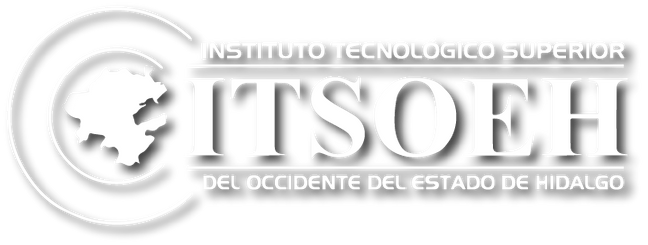 INSTITUTO TECNOLÓGICO SUPERIOR
ITSOEH
DEL OCCIDENTE DEL ESTADO DE HIDALGO